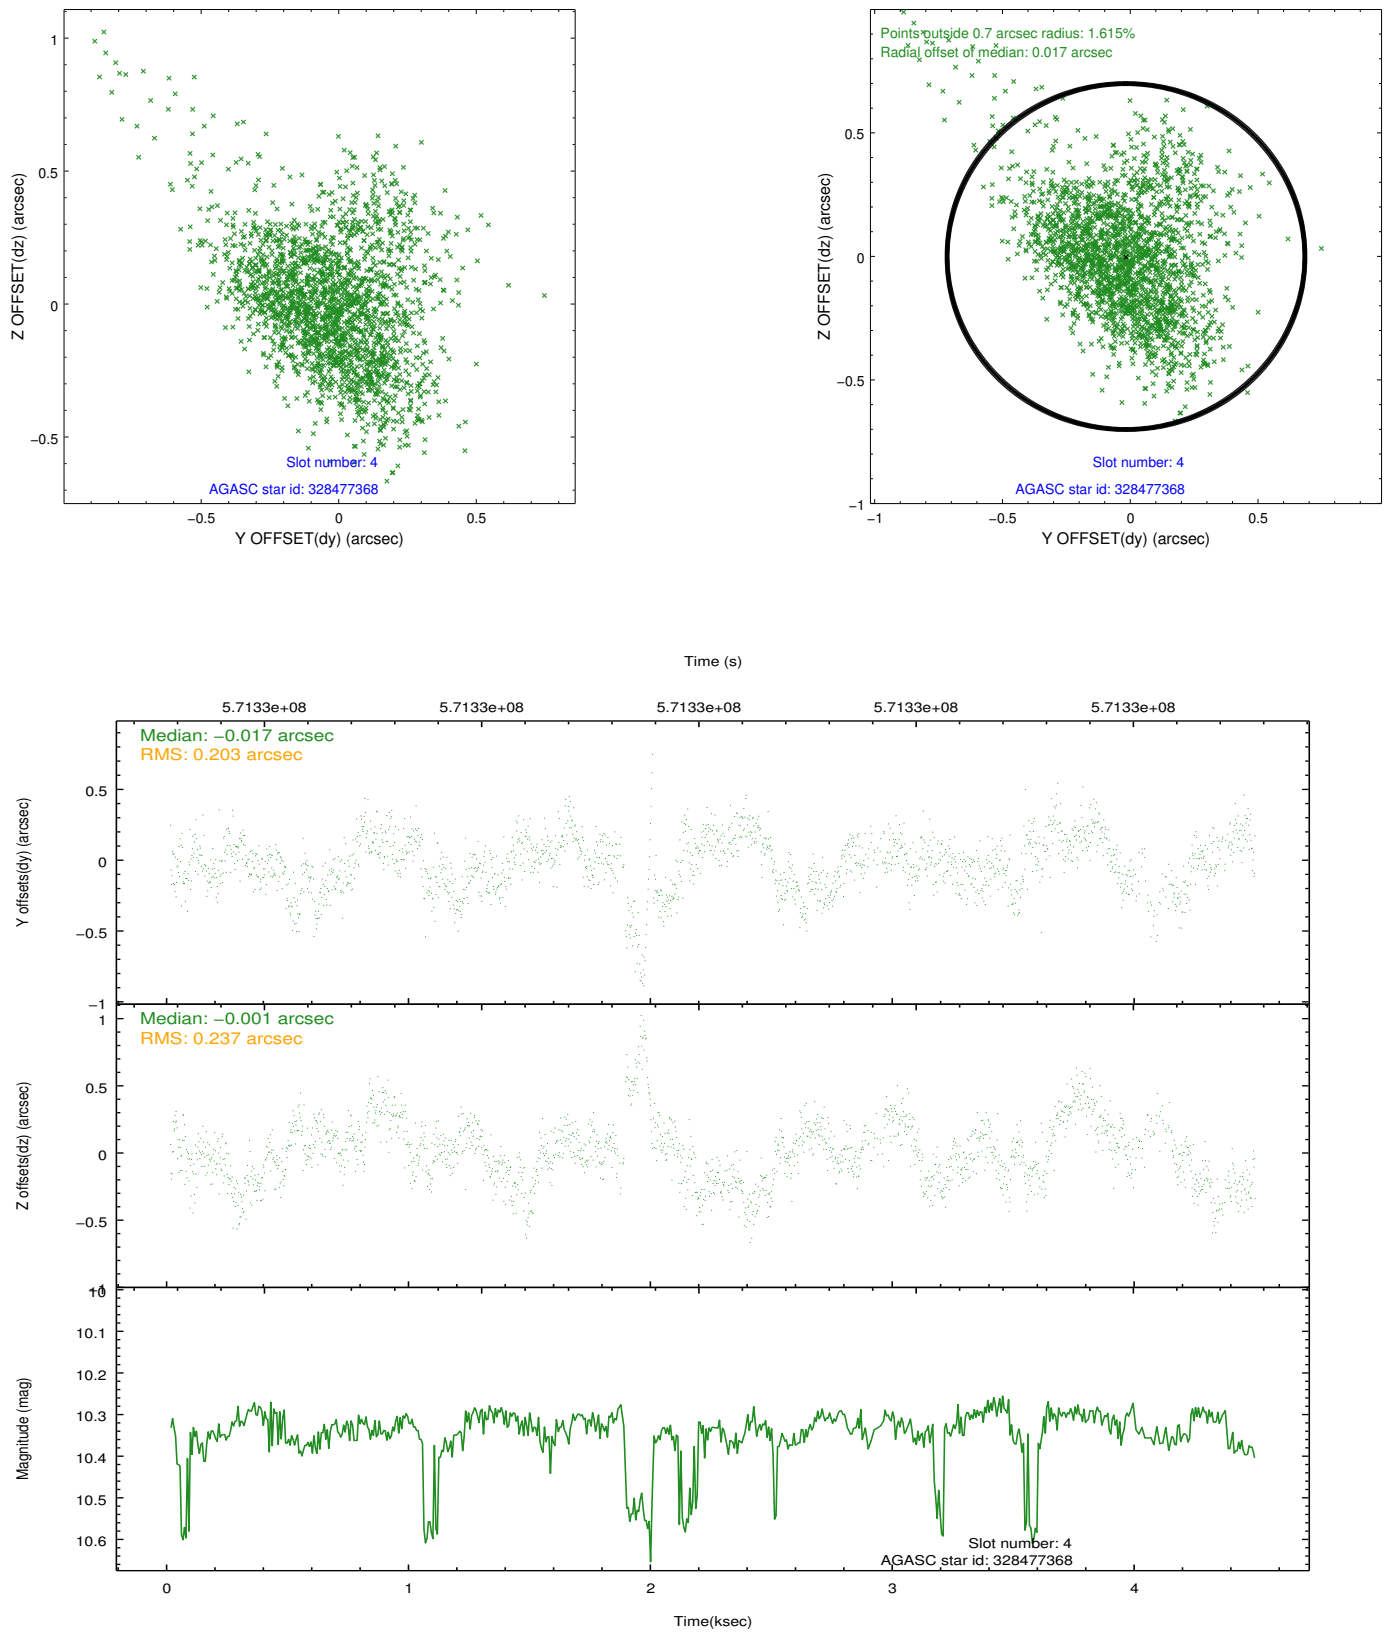 1
0.5
0
−0.5
Z OFFSET(dz) (arcsec)
Slot number: 4
AGASC star id: 328477368
−0.5
0
0.5
Y OFFSET(dy) (arcsec)
Points outside 0.7 arcsec radius: 1.615%
Radial offset of median: 0.017 arcsec
0.5
0
−0.5
−1
Z OFFSET(dz) (arcsec)
Slot number: 4
AGASC star id: 328477368
−1
−0.5
0
0.5
Y OFFSET(dy) (arcsec)
Time (s)
5.7133e+08
5.7133e+08
5.7133e+08
5.7133e+08
5.7133e+08
Median: −0.017 arcsec
RMS: 0.203 arcsec
0.5
0
−0.5
−1
Y offsets(dy) (arcsec)
Median: −0.001 arcsec
RMS: 0.237 arcsec
1
0.5
0
−0.5
−1
Z offsets(dz) (arcsec)
10
10.1
10.2
10.3
10.4
10.5
10.6
Magnitude (mag)
Slot number: 4
AGASC star id: 328477368
0
1
2
3
4
Time(ksec)